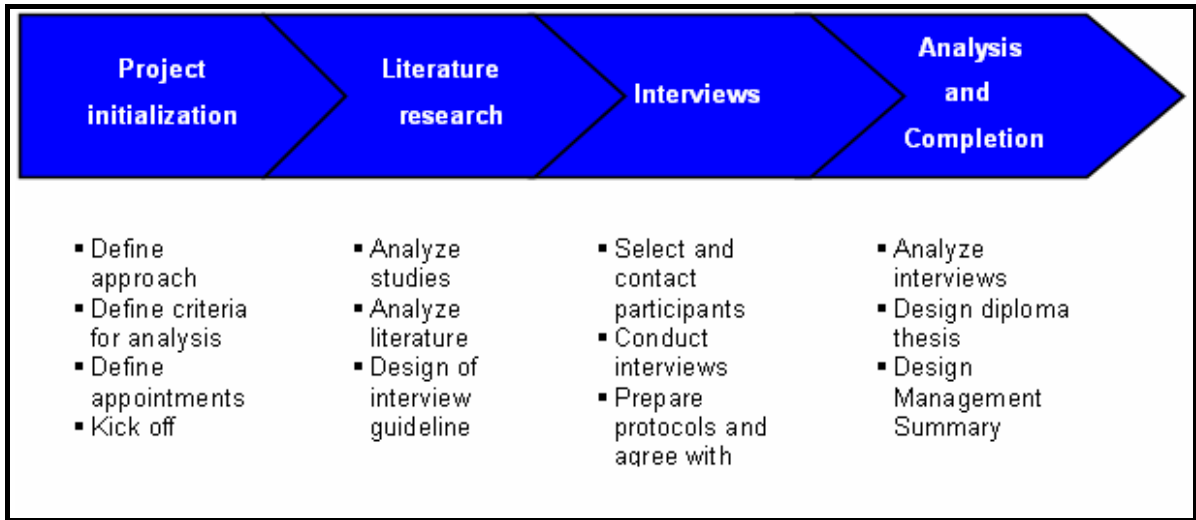 Project
initialization
Literature
research
Interviews
Analysis
and
Completion
▪ Define
approach
▪ Define criteria
for analysis
▪ Define
appointments
▪ Kick off
▪ Analyze
studies
▪ Analyze
literature
▪ Design of
interview
guideline
▪ Select and
contact
participants
▪ Conduct
interviews
▪ Prepare
protocols and
agree with
▪ Analyze
interviews
▪ Design diploma
thesis
▪ Design
Management
Summary